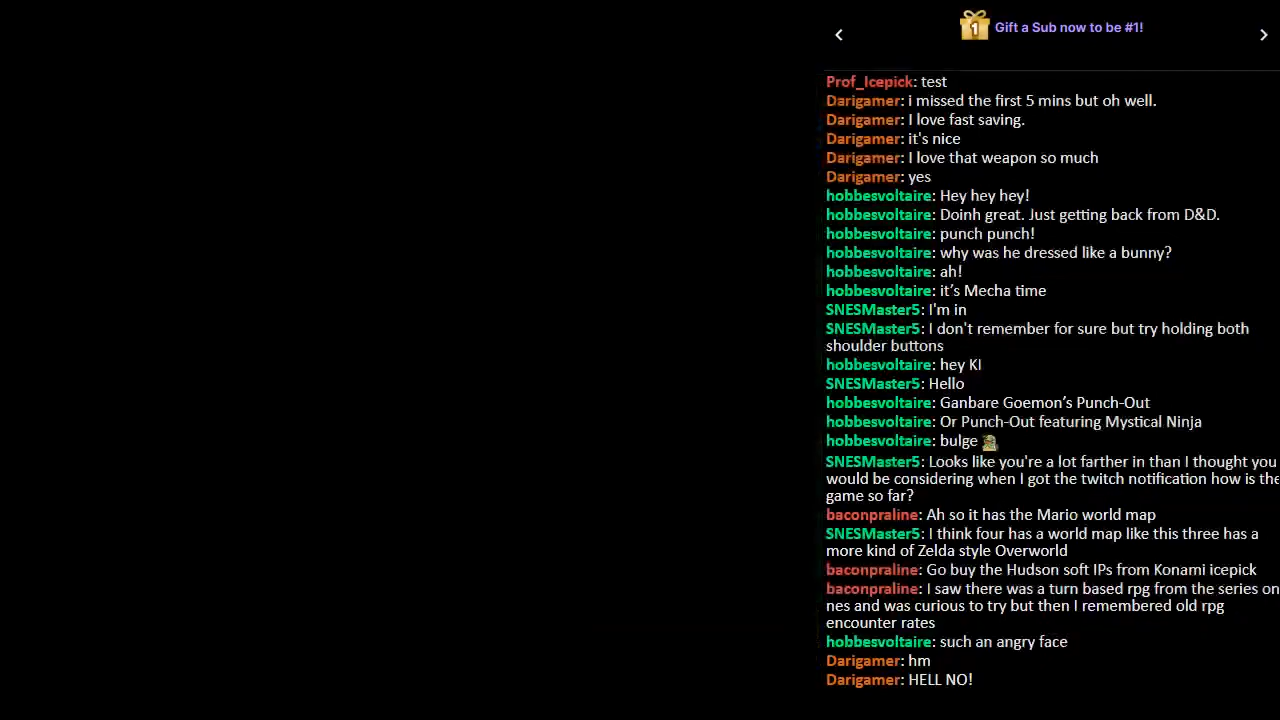 1 Gift a Sub now to be #1!
Prof_Icepick: test
Darigamer: i missed the first 5 mins but oh well.
Darigamer: I love fast saving.
Darigamer: it's nice
Darigamer: I love that weapon so much
Darigamer: yes
hobbesvoltaire: Hey hey hey!
hobbesvoltaire: Doinh great. Just getting back from D&D.
hobbesvoltaire: punch punch!
hobbesvoltaire: why was he dressed like a bunny?
hobbesvoltaire: ah!
hobbesvoltaire: it’s Mecha time
SNESMaster5: I'm in
SNESMaster5: I don't remember for sure but try holding both
shoulder buttons
hobbesvoltaire: hey KI
SNESMaster5: Hello
hobbesvoltaire: Ganbare Goemon’s Punch-Out
hobbesvoltaire: Or Punch-Out featuring Mystical Ninja
hobbesvoltaire: bulge
SNESMaster5: Looks like you're a lot farther in than I thought you
would be considering when I got the twitch notification how is the
game so far?
baconpraline: Ah so it has the Mario world map
SNESMaster5: I think four has a world map like this three has a
more kind of Zelda style Overworld
baconpraline: Go buy the Hudson soft IPs from Konami icepick
baconpraline: I saw there was a turn based rpg from the series on
nes and was curious to try but then I remembered old rpg
encounter rates
hobbesvoltaire: such an angry face
Darigamer: hm
Darigamer: HELL NO!